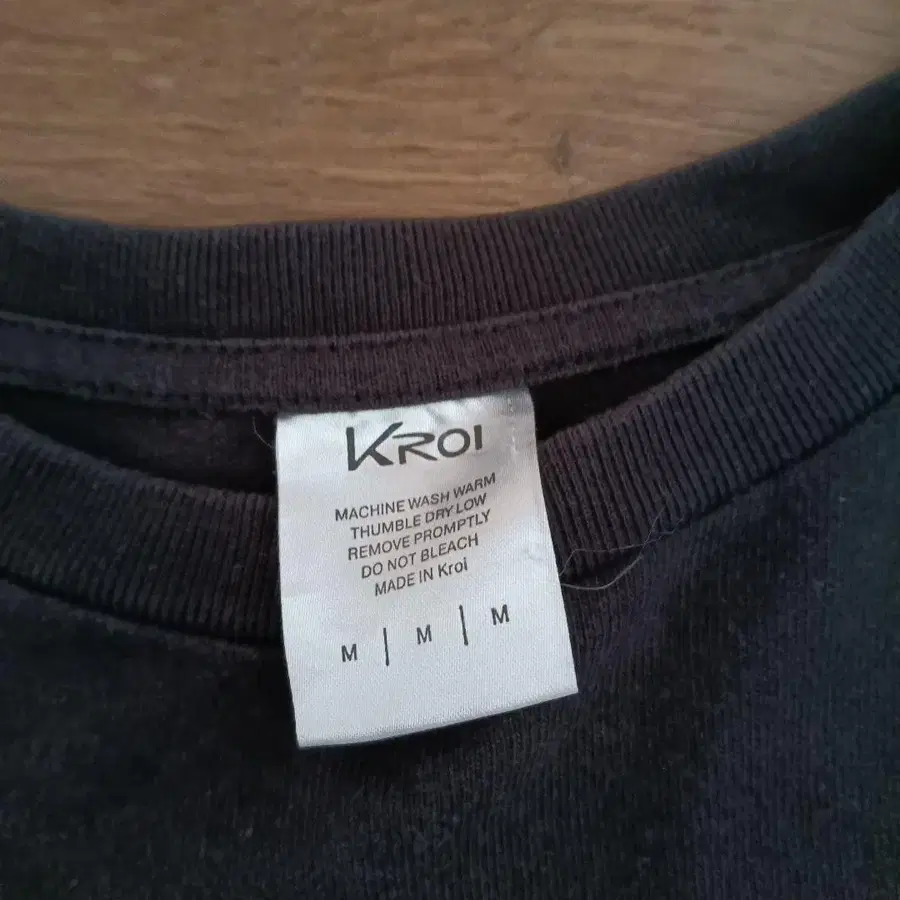 KROI
MACHINE WASH WARM
THUMBLE DRY LOW
REMOVE PROMPTLY
DO NOT BLEACH
MADE IN Kroi
M | M | M